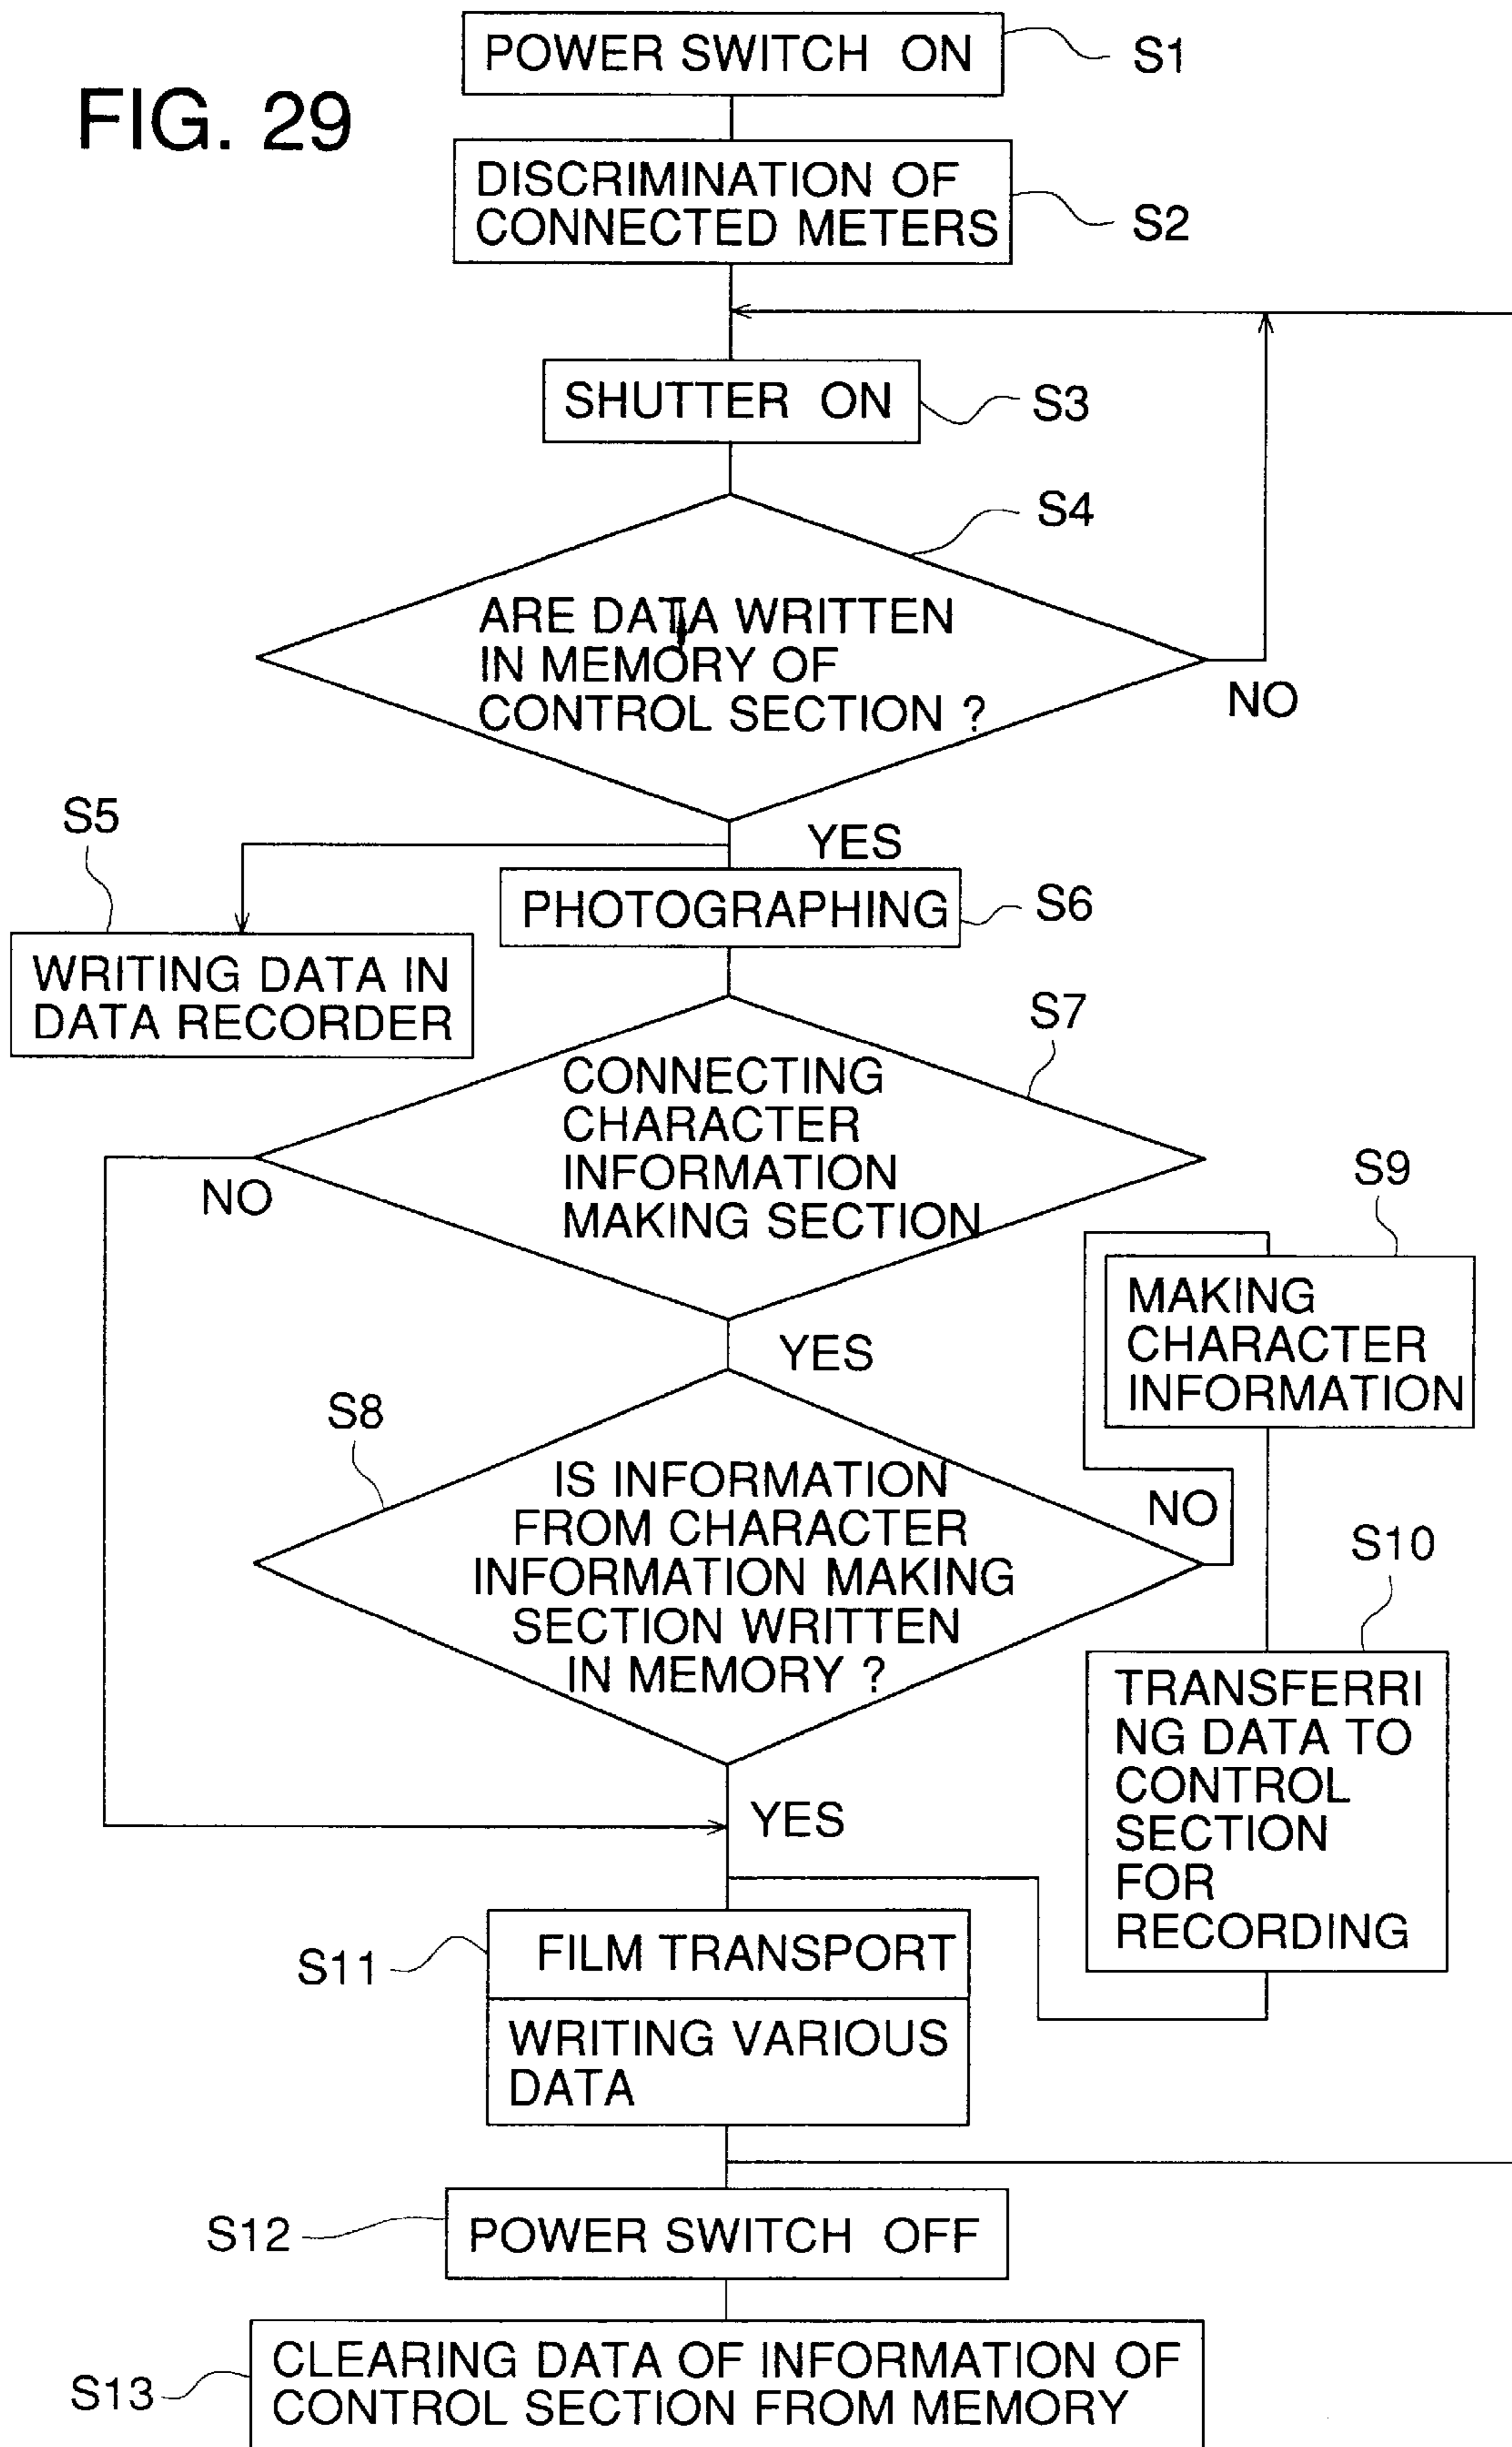 POWER SWITCH ON
S1
FIG. 29
DISCRIMINATION OF
CONNECTED METERS
S2
SHUTTER ON
S3
S4
ARE DATA WRITTEN
IN MEMORY OF
CONTROL SECTION ?
NO
S5
YES
PHOTOGRAPHING
S6
WRITING DATA IN
DATA RECORDER
S7
CONNECTING
CHARACTER
INFORMATION
MAKING SECTION
NO
S9
MAKING
CHARACTER
INFORMATION
YES
S8
IS INFORMATION
FROM CHARACTER
INFORMATION MAKING
SECTION WRITTEN
IN MEMORY ?
NO
S10
TRANSFERRI
NG DATA TO
CONTROL
SECTION
FOR
RECORDING
YES
S11
FILM TRANSPORT
WRITING VARIOUS
DATA
S12
POWER SWITCH OFF
S13
CLEARING DATA OF INFORMATION OF
CONTROL SECTION FROM MEMORY